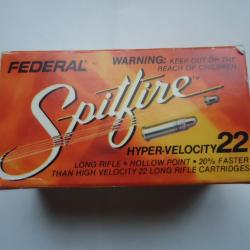 FEDERAL®
WARNING: KEEP OUT OF THE
REACH OF CHILDREN.
Spitfire™
HYPER-VELOCITY 22
LONG RIFLE • HOLLOW POINT • 20% FASTER
THAN HIGH VELOCITY 22 LONG RIFLE CARTRIDGES